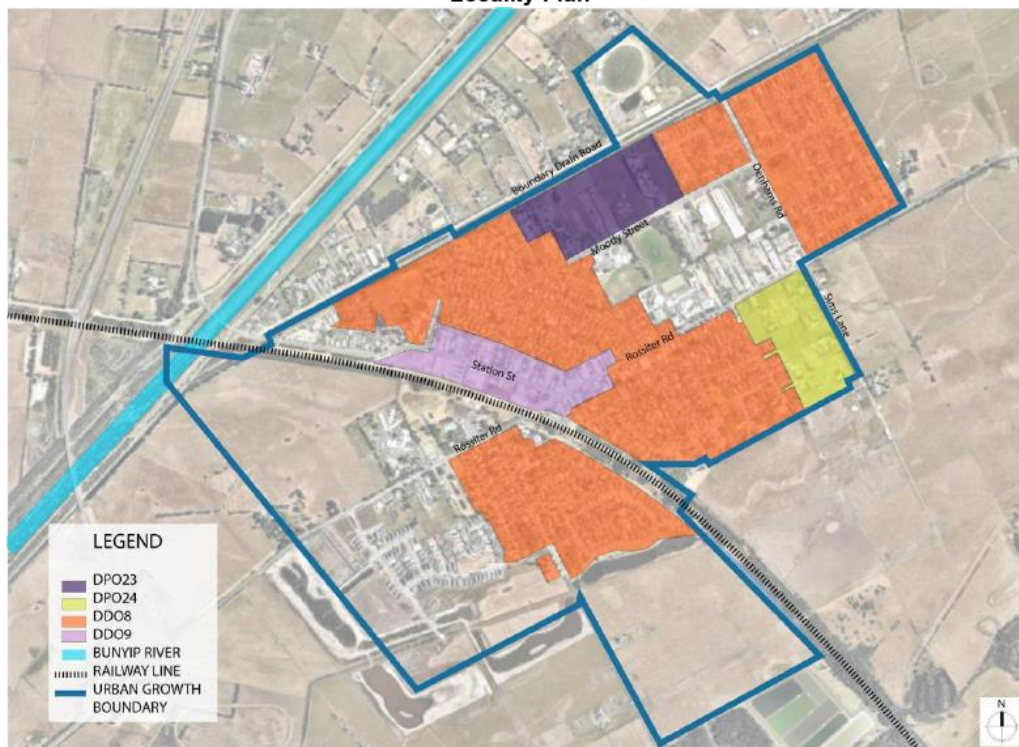 Locality Plan
Boundary Drain Road
Denhams Rd
Moody Street
Sims Lane
Rossiter Rd
Station St
Rossiter Rd
LEGEND
DPO23
DPO24
DDO8
DDO9
BUNYIP RIVER
RAILWAY LINE
URBAN GROWTH
BOUNDARY
N